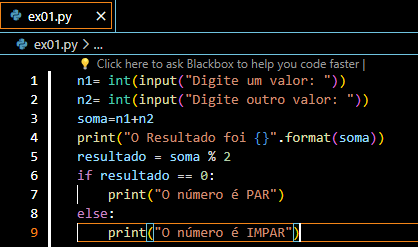 ex01.py ×
ex01.py > ...
Click here to ask Blackbox to help you code faster |
1 n1= int(input("Digite um valor: "))
2 n2= int(input("Digite outro valor: "))
3 soma=n1+n2
4 print("O Resultado foi {}".format(soma))
5 resultado = soma % 2
6 if resultado == 0:
7     print("O número é PAR")
8 else:
9     print("O número é IMPAR")